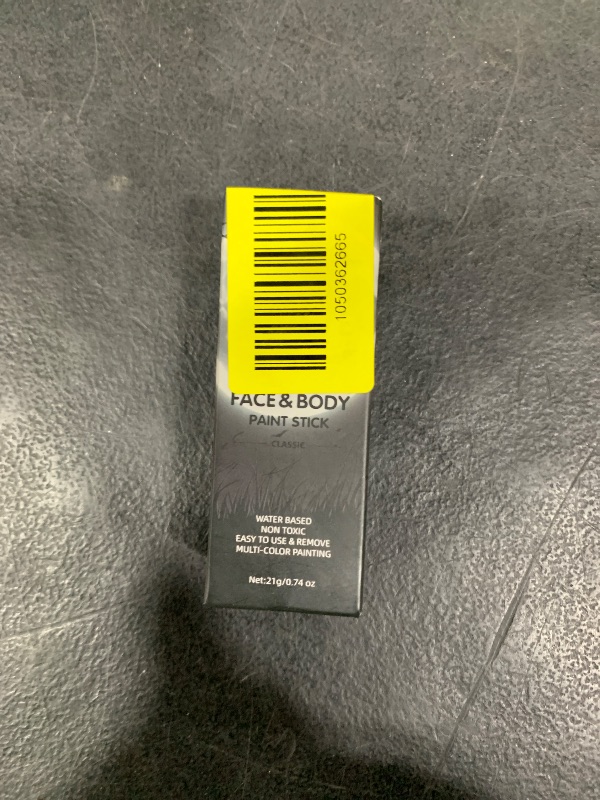 1050362665
FACE & BODY
PAINT STICK
CLASSIC
WATER BASED
NON TOXIC
EASY TO USE & REMOVE
MULTI-COLOR PAINTING
Net:21g/0.74 oz